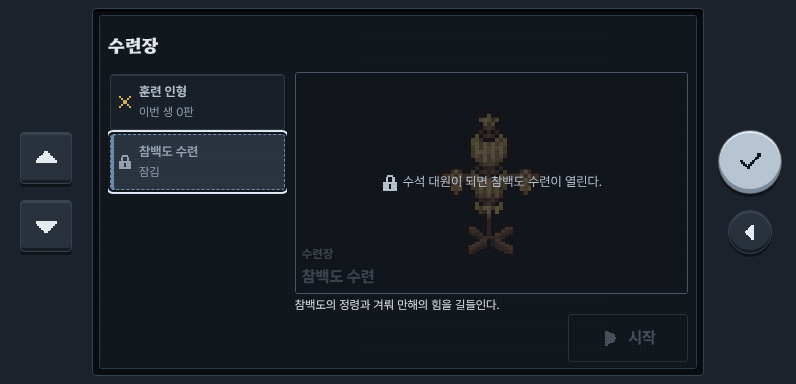 수련장
훈련 인형
이번 생 0판
참백도 수련
잠김
수석 대원이 되면 참백도 수련이 열린다.
수련장
참백도 수련
참백도의 정령과 겨뤄 만해의 힘을 길들인다.
시작